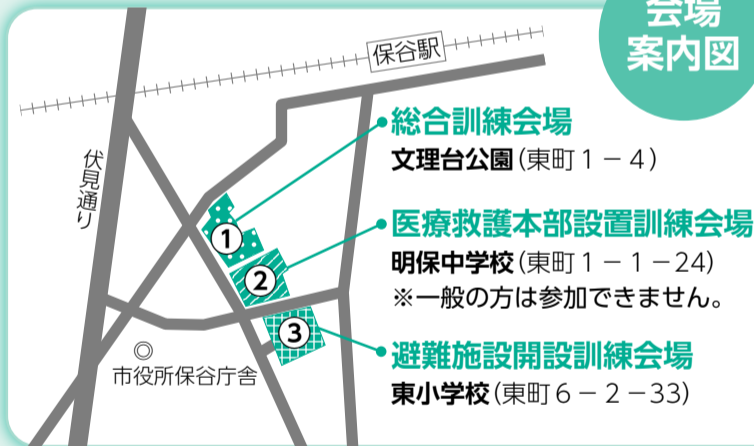 会場
案内図
保谷駅
伏見通り
総合訓練会場
文理台公園(東町1－4)
①
医療救護本部設置訓練会場
②
明保中学校(東町1－1－24)
※一般の方は参加できません。
③
避難施設開設訓練会場
市役所保谷庁舎
東小学校(東町6－2－33)